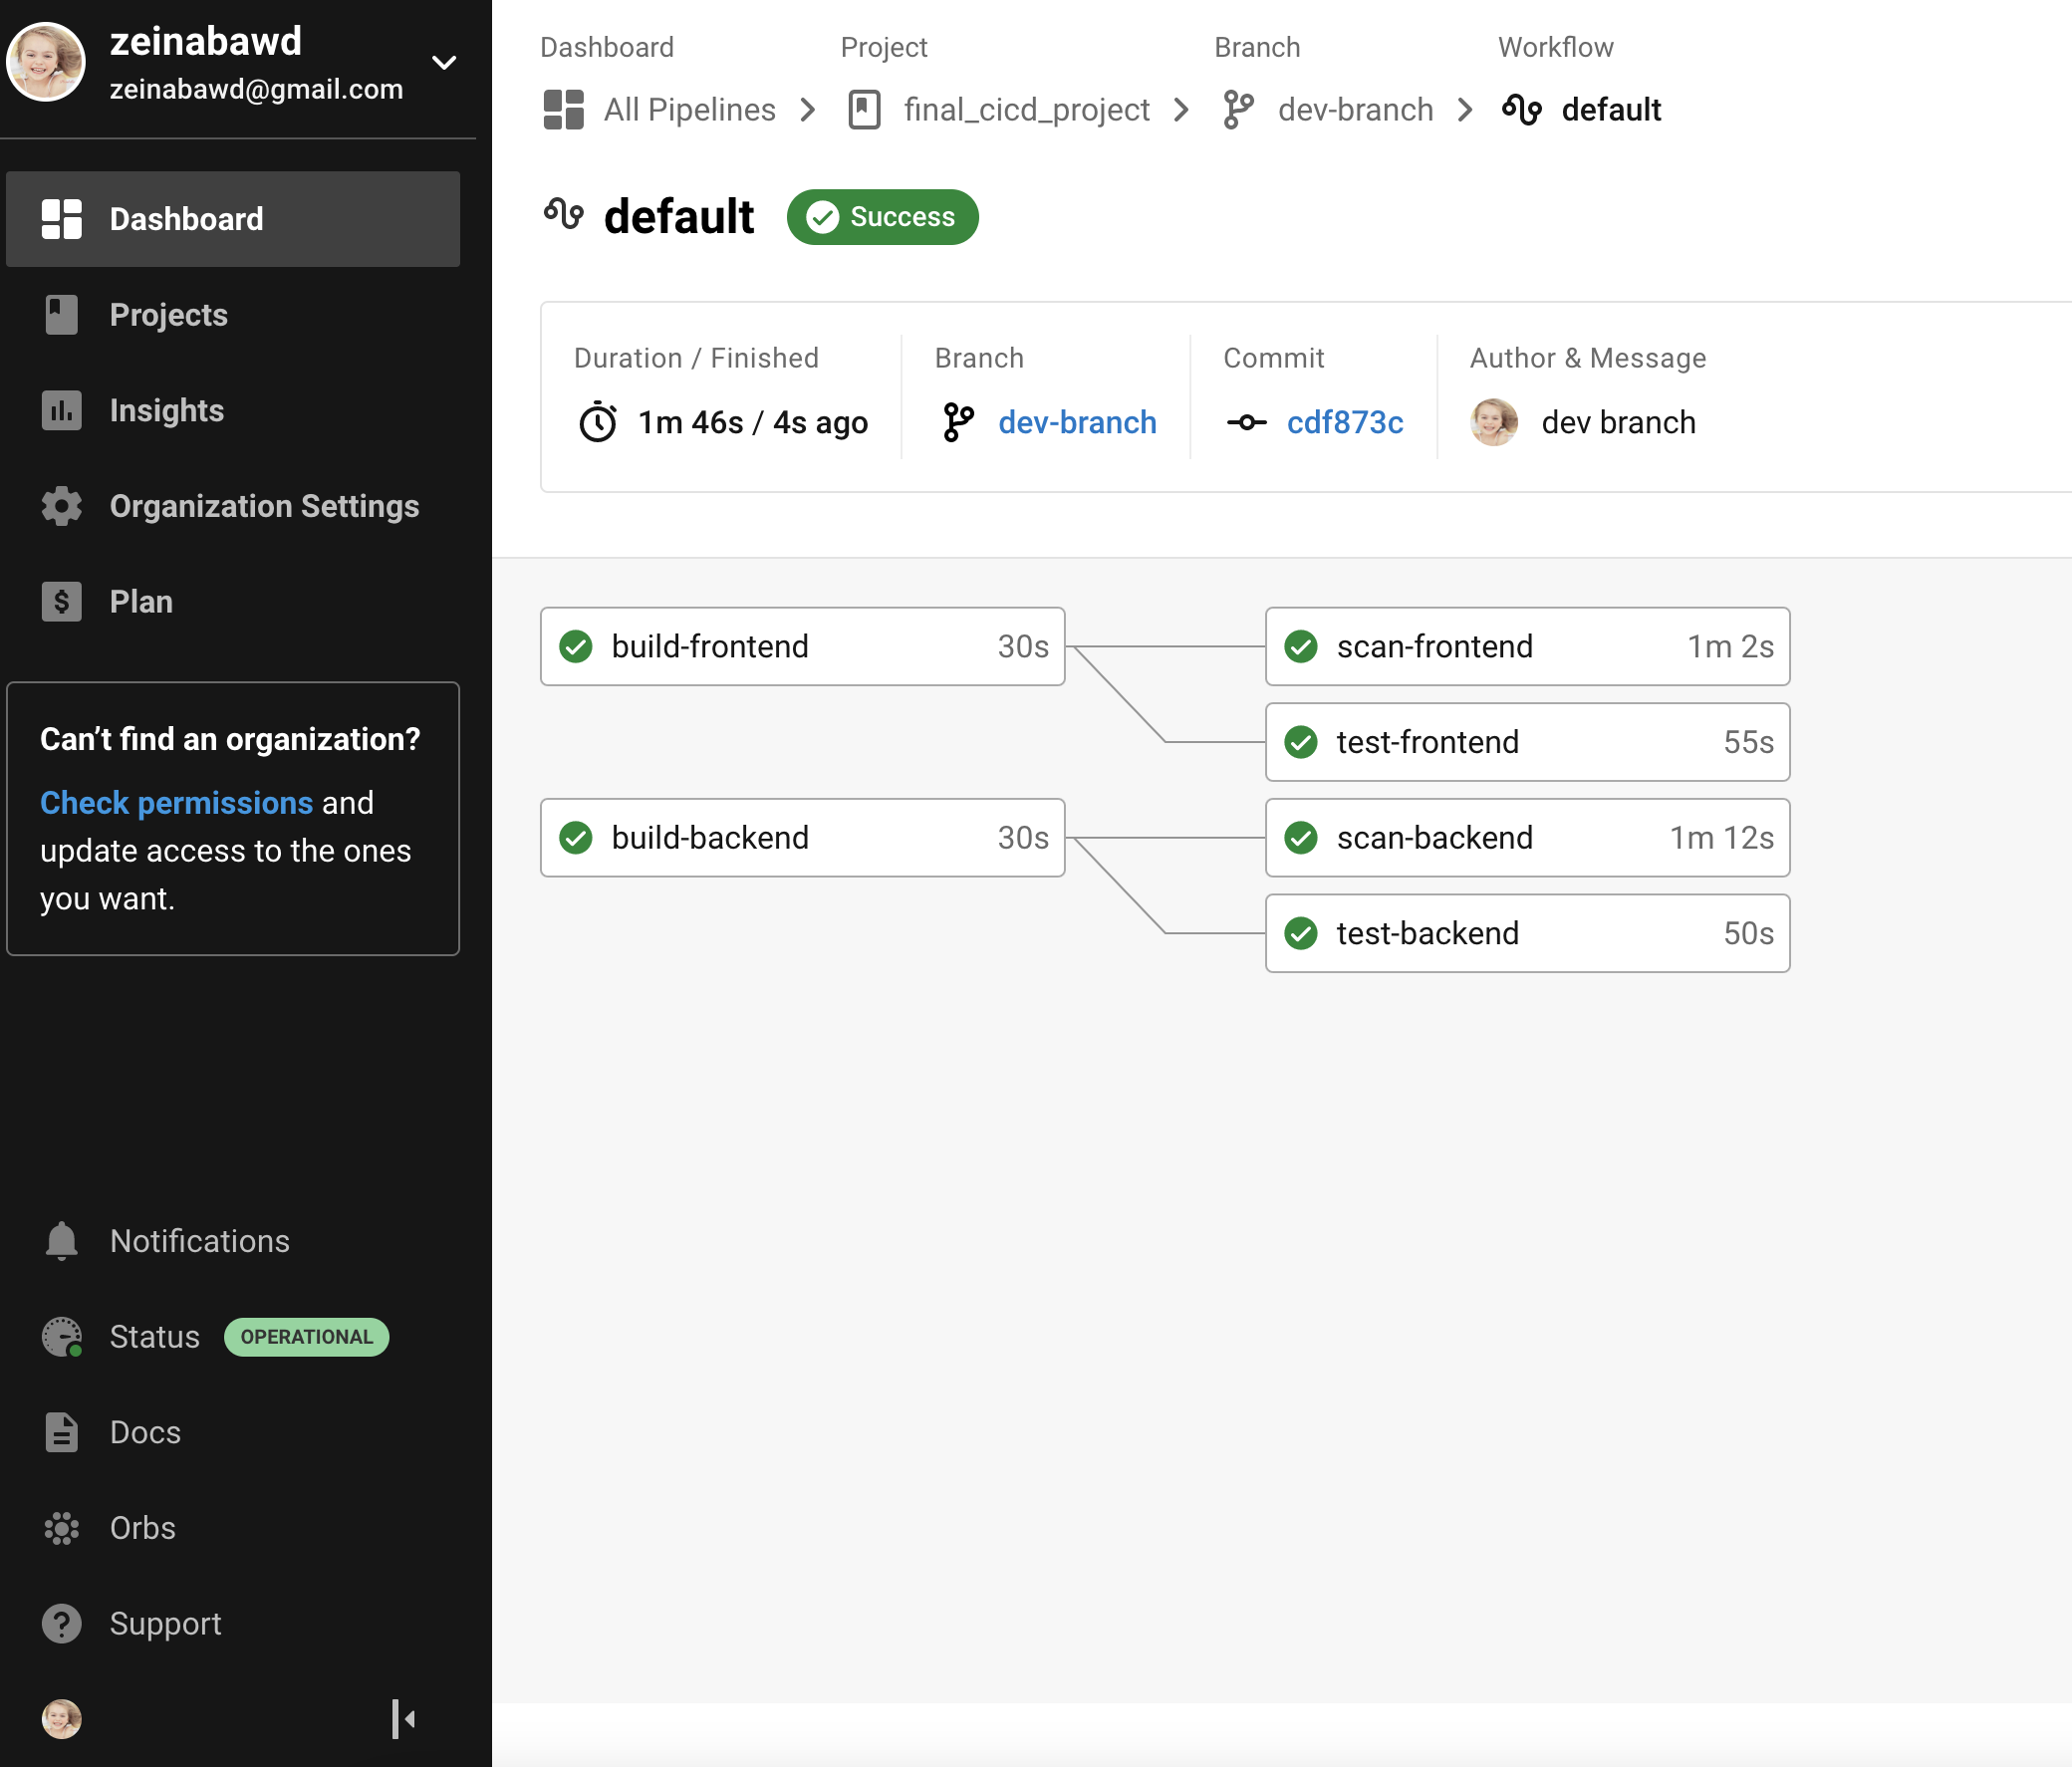 zeinabawd
zeinabawd@gmail.com
Dashboard
Projects
Insights
Organization Settings
Plan
Can’t find an organization?
Check permissions and
update access to the ones
you want.
Notifications
Status OPERATIONAL
Docs
Orbs
Support
Dashboard Project Branch Workflow
All Pipelines final_cicd_project dev-branch default
default Success
Duration / Finished Branch Commit Author & Message
1m 46s / 4s ago dev-branch cdf873c dev branch
build-frontend 30s scan-frontend 1m 2s
test-frontend 55s
build-backend 30s scan-backend 1m 12s
test-backend 50s